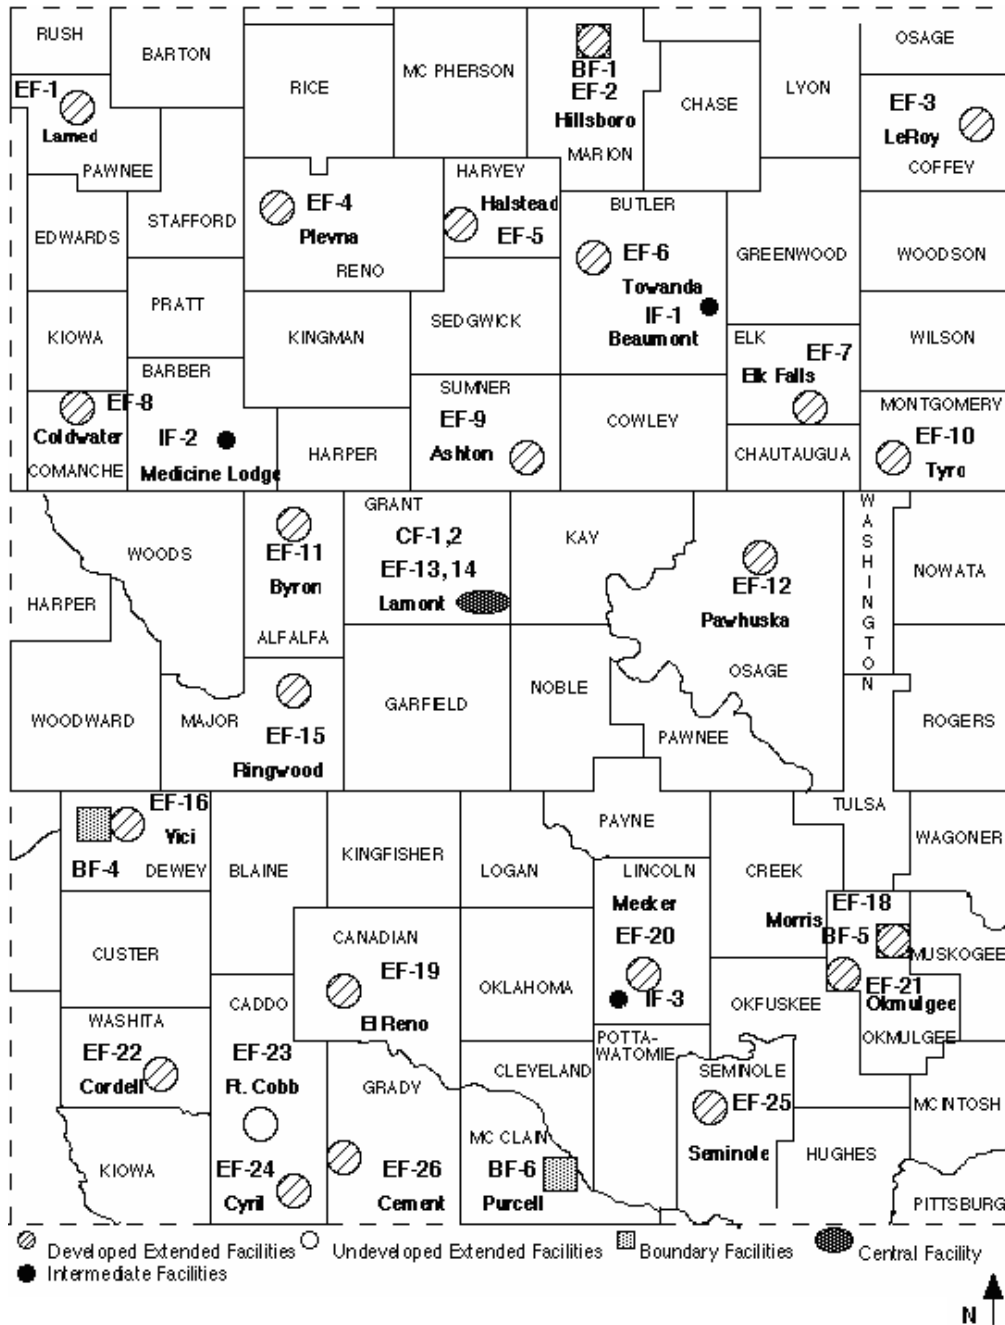 RUSH
BARTON
RICE
MC PHERSON
BF-1
EF-2
Hillsboro
MARION
CHASE
LYON
OSAGE
EF-1
Larned
PAWNEE
EF-3
LeRoy
COFFEY
EDWARDS
STAFFORD
EF-4
Plevna
RENO
HARVEY
Halstead
EF-5
BUTLER
EF-6
Towanda
IF-1
Beaumont
GREENWOOD
WOODSON
KIOWA
PRATT
KINGMAN
SEDGWICK
ELK
EF-7
Elk Falls
WILSON
EF-8
Coldwater
COMANCHE
BARBER
IF-2
Medicine Lodge
HARPER
SUMNER
EF-9
Ashton
COWLEY
CHAUTAUGUA
MONTGOMERY
EF-10
Tyro
WOODS
HARPER
EF-11
Byron
ALFALFA
GRANT
CF-1,2
EF-13, 14
Lamont
KAY
EF-12
Pawhuska
OSAGE
WASHINGTON
NOWATA
WOODWARD
MAJOR
EF-15
Ringwood
GARFIELD
NOBLE
PAWNEE
ROGERS
EF-16
Vici
BF-4
DEWEY
BLAINE
KINGFISHER
LOGAN
PAYNE
LINCOLN
Meeker
EF-20
IF-3
CREEK
TULSA
WAGONER
CUSTER
CANADIAN
EF-19
El Reno
OKLAHOMA
Morris
EF-18
BF-5
MUSKOGEE
EF-21
Okmulgee
OKMULGEE
OKFUSKEE
WASHITA
EF-22
Cordell
CADDO
EF-23
Ft. Cobb
GRADY
CLEVELAND
POTTA-
WATOMIE
SEMINOLE
EF-25
Seminole
MC INTOSH
KIOWA
EF-24
Cyril
EF-26
Cement
MC CLAIN
BF-6
Purcell
HUGHES
PITTSBURG
Developed Extended Facilities
Undeveloped Extended Facilities
Boundary Facilities
Central Facility
Intermediate Facilities
N